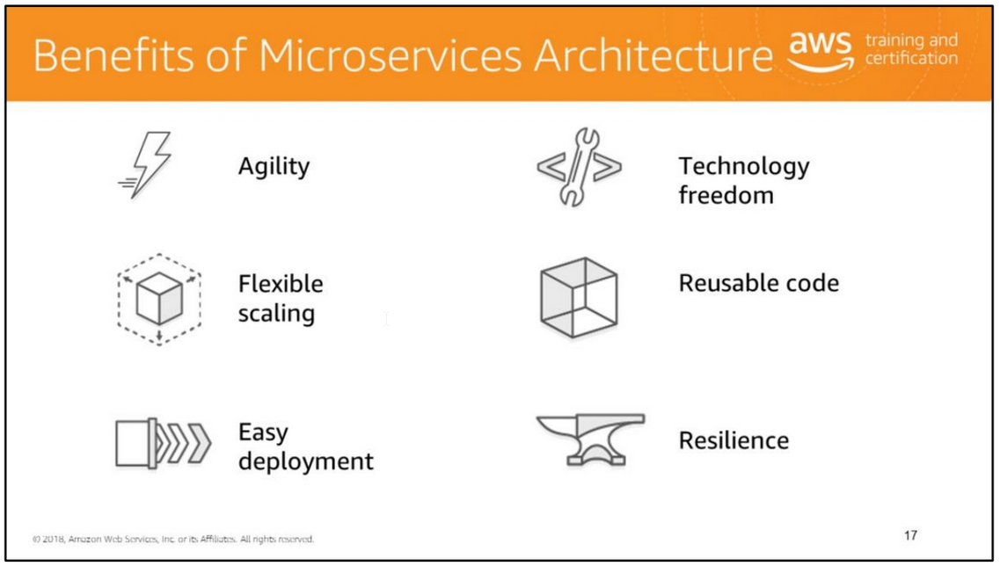 Benefits of Microservices Architecture
aws training and
certification
Agility
Technology
freedom
Flexible
scaling
Reusable code
Easy
deployment
Resilience
© 2018, Amazon Web Services, Inc. or its Affiliates. All rights reserved.
17